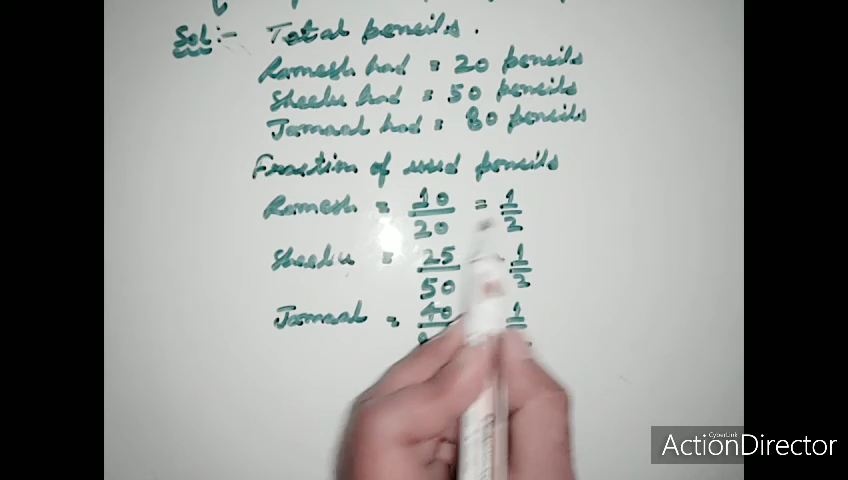 Sol:- Total pencils.
Ramesh had = 20 pencils
Sheelu had = 50 pencils
Jamaal had = 80 pencils
Fraction of used pencils
Ramesh = 10/20 = 1/2
Sheelu = 25/50 1/2
Jamaal = 40 1
CyberLink
ActionDirector